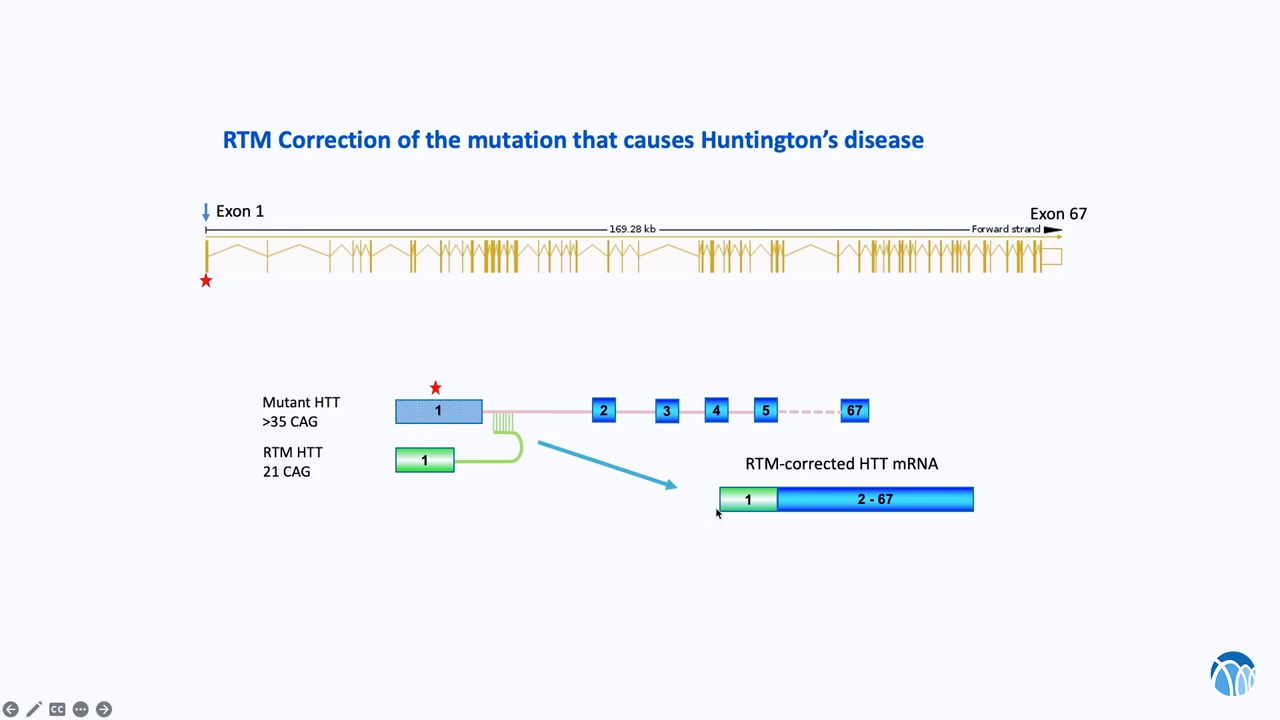 RTM Correction of the mutation that causes Huntington’s disease
Exon 1
Exon 67
169.28 kb
Forward strand
Mutant HTT
>35 CAG
1
2
3
4
5
67
RTM HTT
21 CAG
1
RTM-corrected HTT mRNA
1
2 - 67
CC